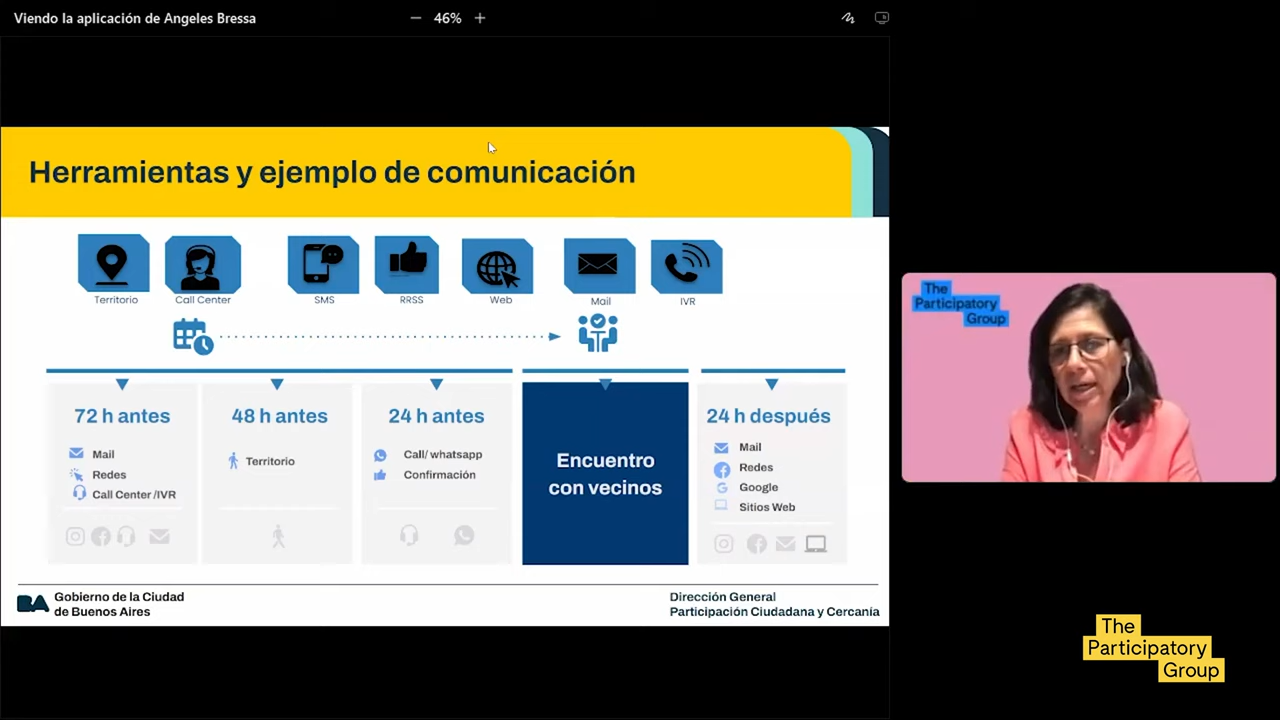 Viendo la aplicación de Angeles Bressa
46%
Herramientas y ejemplo de comunicación
Territorio
Call Center
SMS
RRSS
Web
Mail
IVR
72 h antes
Mail
Redes
Call Center /IVR
48 h antes
Territorio
24 h antes
Call/ whatsapp
Confirmación
Encuentro
con vecinos
24 h después
Mail
Redes
Google
Sitios Web
BA
Gobierno de la Ciudad
de Buenos Aires
Dirección General
Participación Ciudadana y Cercanía
The
Participatory
Group
The
Participatory
Group